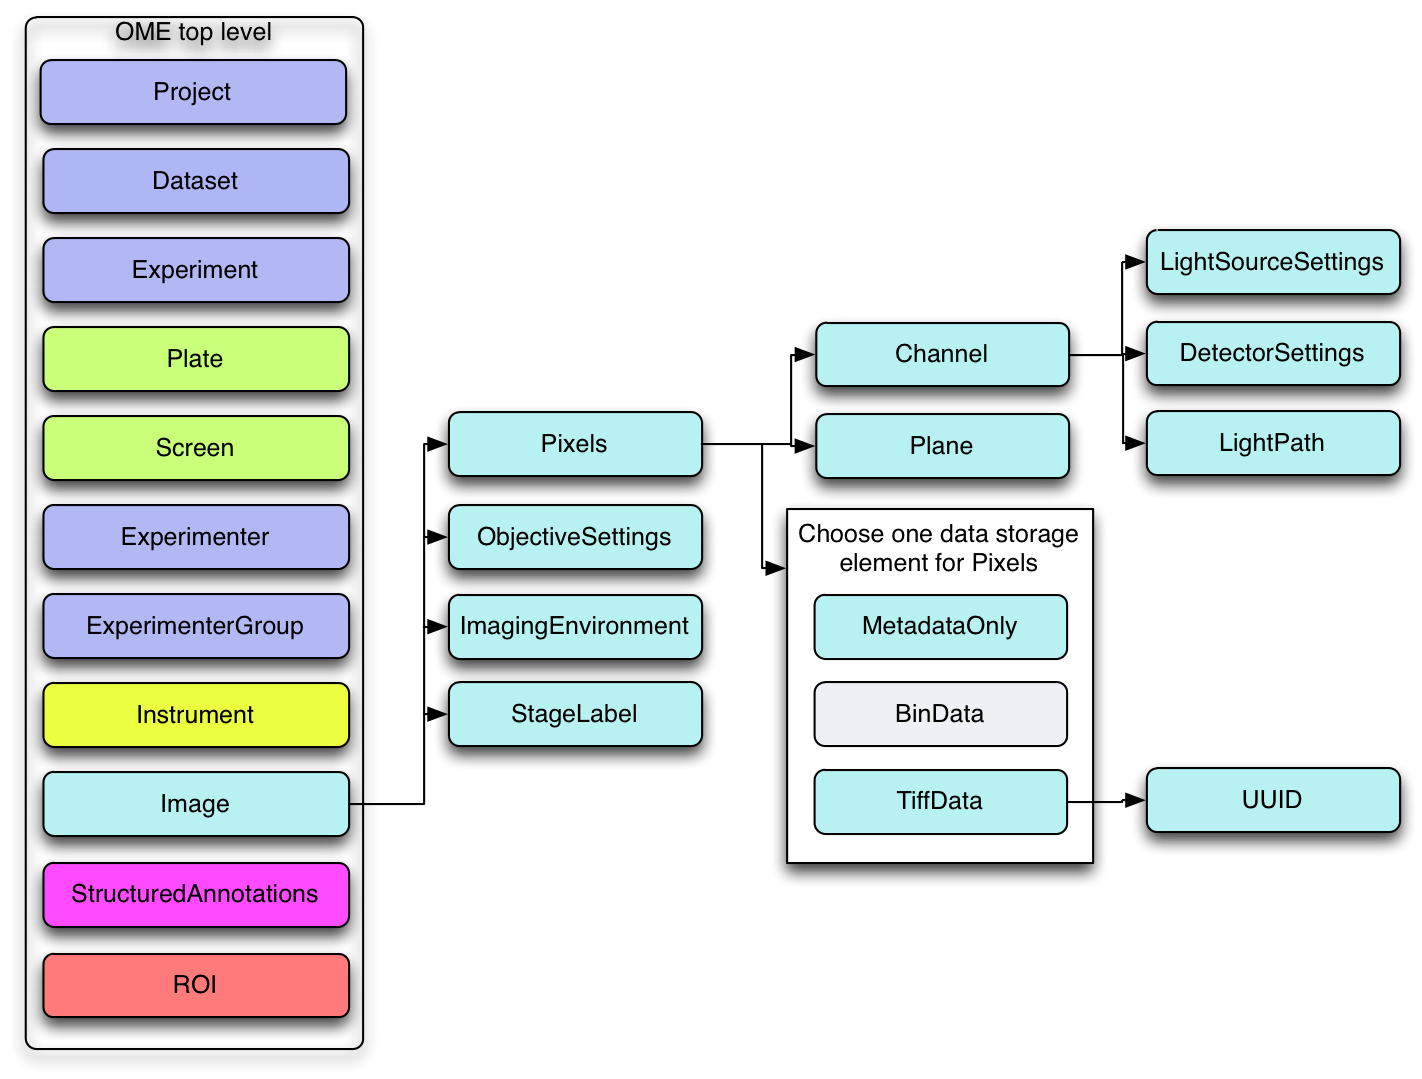 OME top level
Project
Dataset
Experiment
Plate
Screen
Experimenter
ExperimenterGroup
Instrument
Image
StructuredAnnotations
ROI
Pixels
ObjectiveSettings
ImagingEnvironment
StageLabel
Channel
Plane
Choose one data storage
element for Pixels
MetadataOnly
BinData
TiffData
LightSourceSettings
DetectorSettings
LightPath
UUID